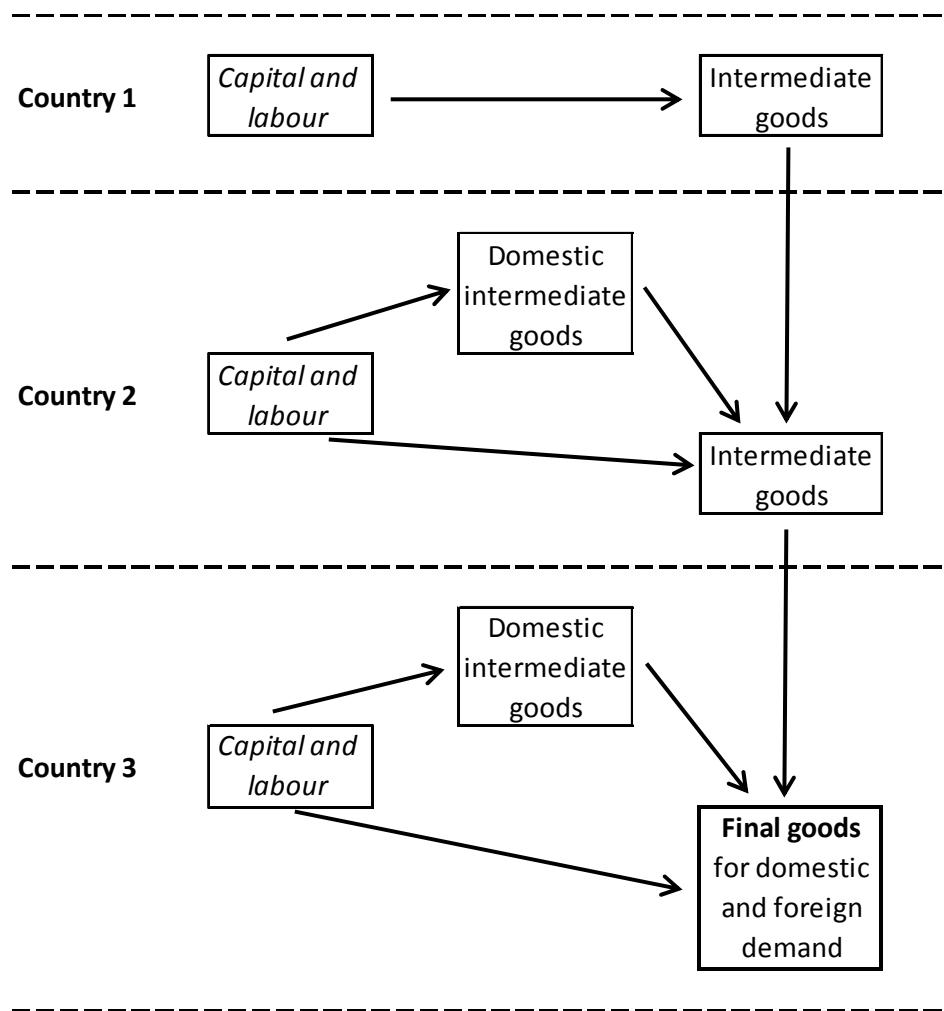 Country 1
Capital and
labour
Intermediate
goods
Domestic
intermediate
goods
Country 2
Capital and
labour
Intermediate
goods
Domestic
intermediate
goods
Country 3
Capital and
labour
Final goods
for domestic
and foreign
demand